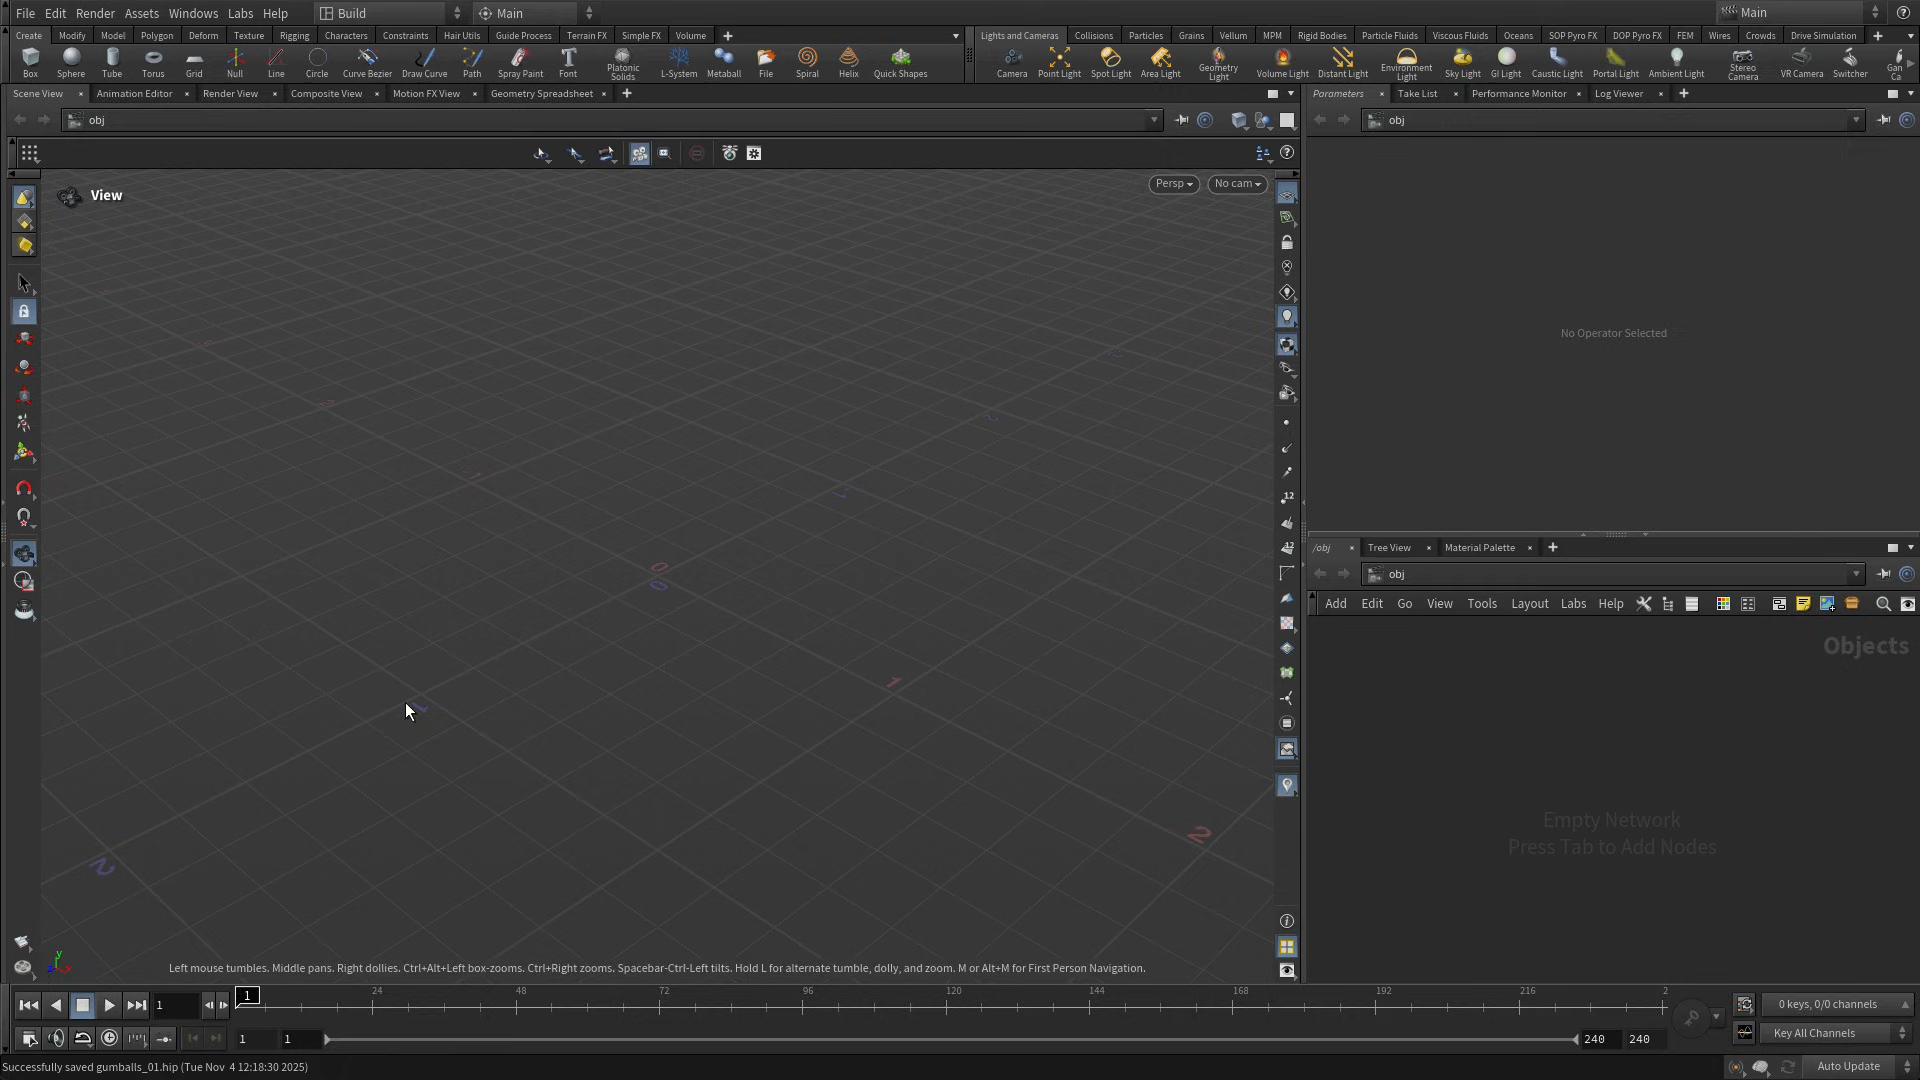 File Edit Render Assets Windows Labs Help Build Main Main
Create Modify Model Polygon Deform Texture Rigging Characters Constraints Hair Utils Guide Process Terrain FX Simple FX Volume
Lights and Cameras Collisions Particles Grains Vellum MPM Rigid Bodies Particle Fluids Viscous Fluids Oceans SOP Pyro FX DOP Pyro FX FEM Wires Crowds Drive Simulation
Box Sphere Tube Torus Grid Null Line Circle Curve Bezier Draw Curve Path Spray Paint Font Platonic Solids L-System Metaball File Spiral Helix Quick Shapes
Camera Point Light Spot Light Area Light Geometry Light Volume Light Distant Light Environment Light Sky Light GI Light Caustic Light Portal Light Ambient Light Stereo Camera VR Camera Switcher Gan Ca
Scene View Animation Editor Render View Composite View Motion FX View Geometry Spreadsheet
Parameters Take List Performance Monitor Log Viewer
obj
obj
View
Persp No cam
No Operator Selected
/obj Tree View Material Palette
obj
Add Edit Go View Tools Layout Labs Help
Objects
0
0
1
1
2
2
12
12
Empty Network
Press Tab to Add Nodes
y
Left mouse tumbles. Middle pans. Right dollies. Ctrl+Alt+Left box-zooms. Ctrl+Right zooms. Spacebar-Ctrl-Left tilts. Hold L for alternate tumble, dolly, and zoom. M or Alt+M for First Person Navigation.
1 1 24 48 72 96 120 144 168 192 216 2
0 keys, 0/0 channels
1 1 240 240
Key All Channels
Successfully saved gumballs_01.hip (Tue Nov 4 12:18:30 2025)
Auto Update